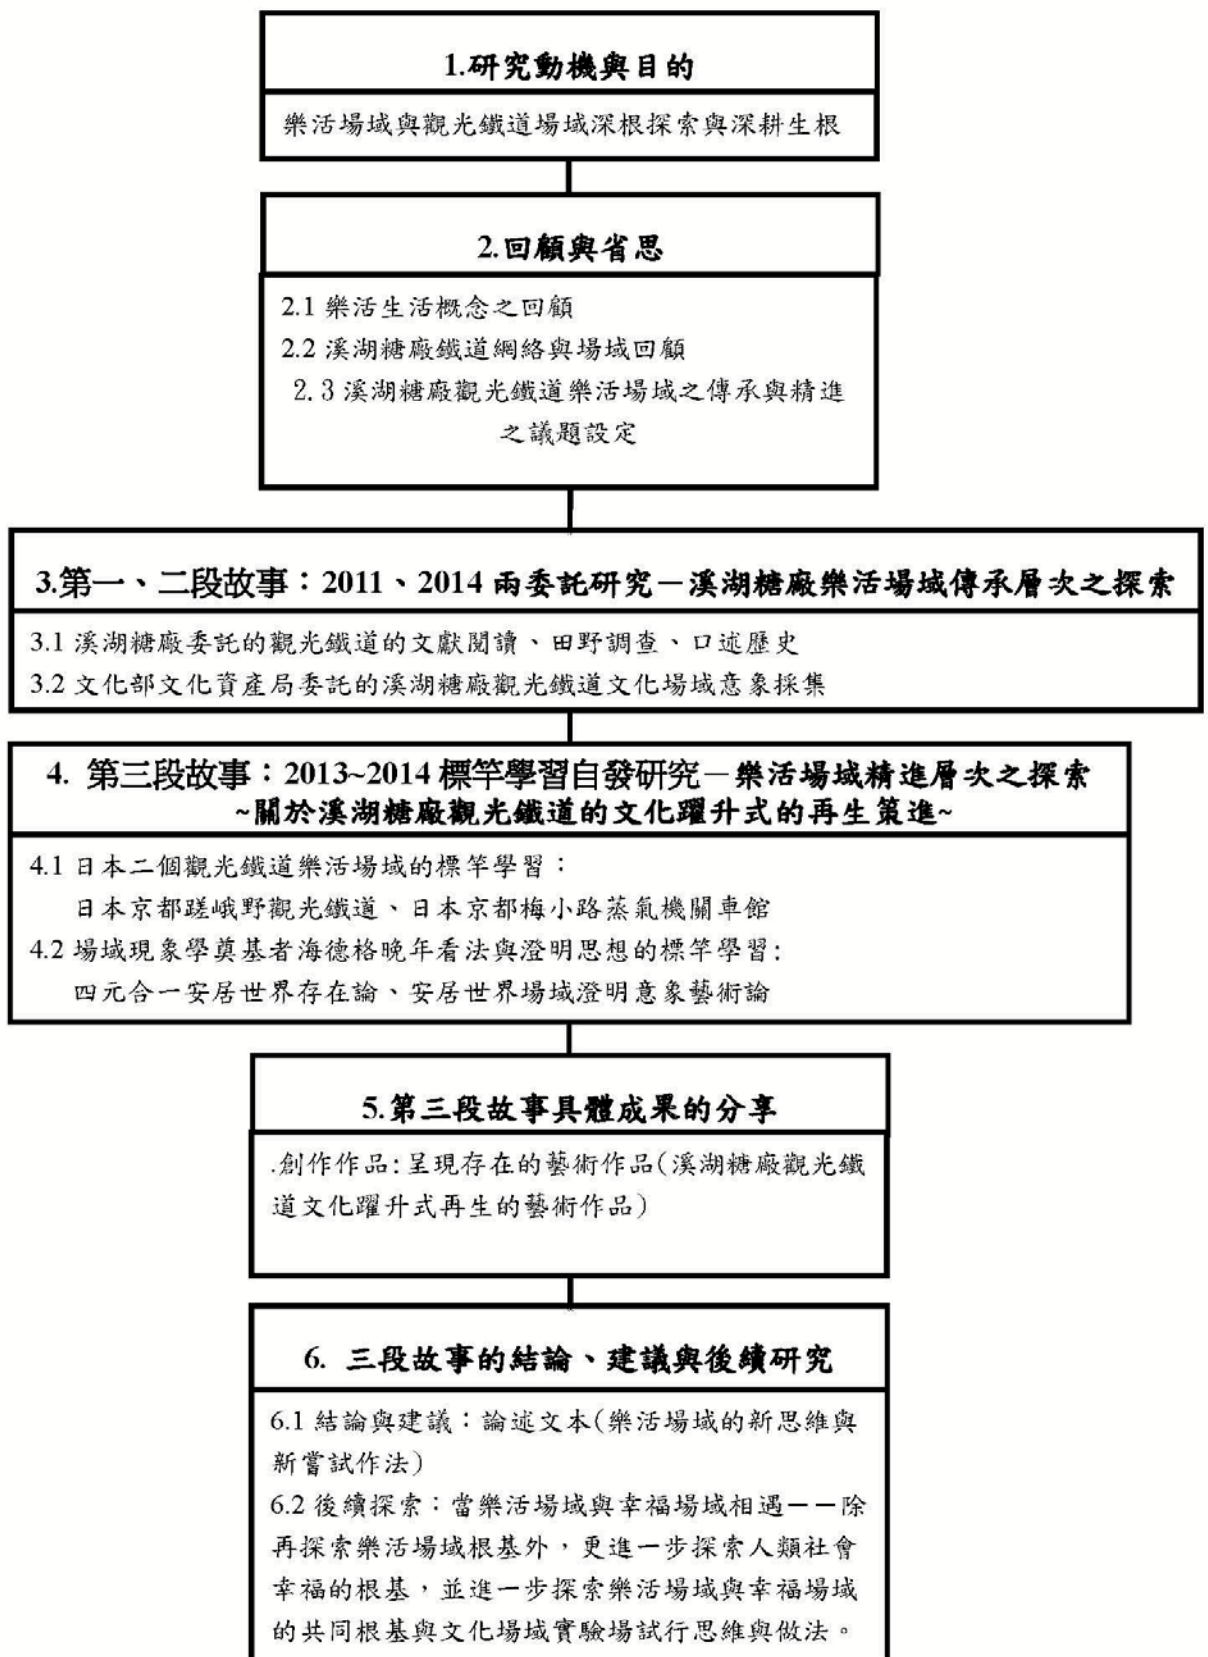 1.研究動機與目的
樂活場域與觀光鐵道場域深根探索與深耕生根
2.回顧與省思
2.1 樂活生活概念之回顧
2.2 溪湖糖廠鐵道網絡與場域回顧
2.3 溪湖糖廠觀光鐵道樂活場域之傳承與精進
之議題設定
3.第一、二段故事：2011、2014 兩委託研究－溪湖糖廠樂活場域傳承層次之探索
3.1 溪湖糖廠委託的觀光鐵道的文獻閱讀、田野調查、口述歷史
3.2 文化部文化資產局委託的溪湖糖廠觀光鐵道文化場域意象採集
4. 第三段故事：2013~2014 標竿學習自發研究－樂活場域精進層次之探索
~關於溪湖糖廠觀光鐵道的文化躍升式的再生策進~
4.1 日本二個觀光鐵道樂活場域的標竿學習：
日本京都蹉峨野觀光鐵道、日本京都梅小路蒸氣機關車館
4.2 場域現象學奠基者海德格晚年看法與澄明思想的標竿學習:
四元合一安居世界存在論、安居世界場域澄明意象藝術論
5.第三段故事具體成果的分享
.創作作品:呈現存在的藝術作品(溪湖糖廠觀光鐵
道文化躍升式再生的藝術作品)
6. 三段故事的結論、建議與後續研究
6.1 結論與建議：論述文本(樂活場域的新思維與
新嘗試作法)
6.2 後續探索：當樂活場域與幸福場域相遇－－除
再探索樂活場域根基外，更進一步探索人類社會
幸福的根基，並進一步探索樂活場域與幸福場域
的共同根基與文化場域實驗場試行思維與做法。